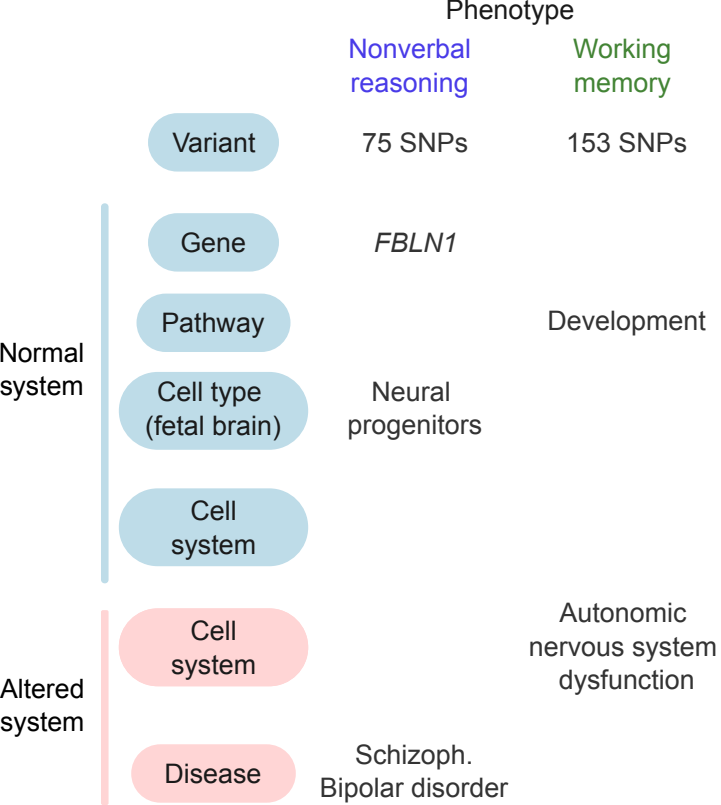 Phenotype
Nonverbal reasoning
Working memory
Variant
75 SNPs
153 SNPs
Normal system
Gene
FBLN1
Pathway
Development
Cell type (fetal brain)
Neural progenitors
Cell system
Altered system
Cell system
Autonomic nervous system dysfunction
Disease
Schizoph.
Bipolar disorder